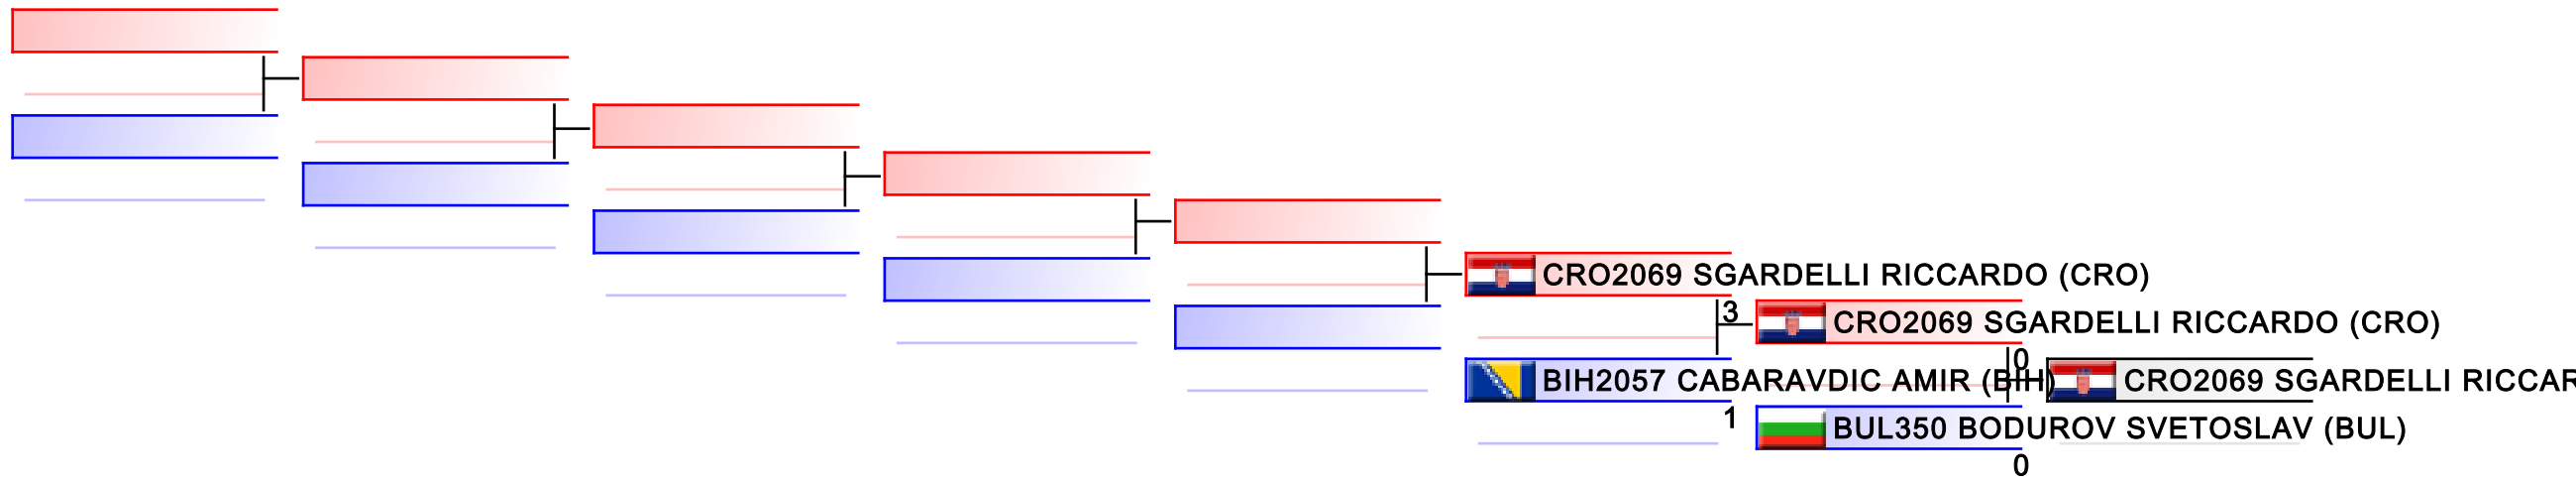 CRO2069 SGARDELLI RICCARDO (CRO)
3
CRO2069 SGARDELLI RICCARDO (CRO)
0
BIH2057 CABARAVDIC AMIR (BIH)
CRO2069 SGARDELLI RICCAR
1
BUL350 BODUROV SVETOSLAV (BUL)
0